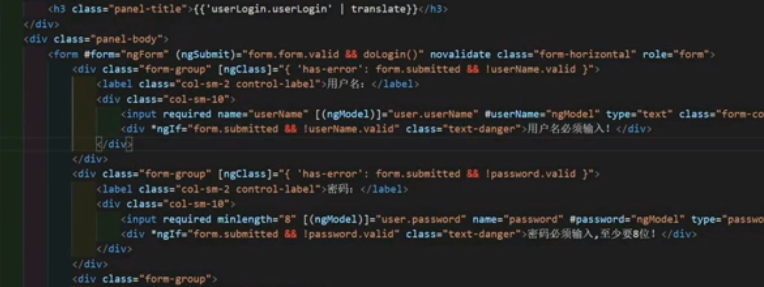 <h3 class="panel-title">{{'userLogin.userLogin' | translate}}</h3>
</div>
<div class="panel-body">
<form #form="ngForm" (ngSubmit)="form.form.valid && doLogin()" novalidate class="form-horizontal" role="form">
<div class="form-group" [ngClass]="{ 'has-error': form.submitted && !userName.valid }">
<label class="col-sm-2 control-label">用户名：</label>
<div class="col-sm-10">
<input required name="userName" [(ngModel)]="user.userName" #userName="ngModel" type="text" class="form-co
<div *ngIf="form.submitted && !userName.valid" class="text-danger">用户名必须输入！</div>
</div>
</div>
<div class="form-group" [ngClass]="{ 'has-error': form.submitted && !password.valid }">
<label class="col-sm-2 control-label">密码：</label>
<div class="col-sm-10">
<input required minlength="8" [(ngModel)]="user.password" name="password" #password="ngModel" type="passwo
<div *ngIf="form.submitted && !password.valid" class="text-danger">密码必须输入,至少要8位！</div>
</div>
</div>
<div class="form-group">